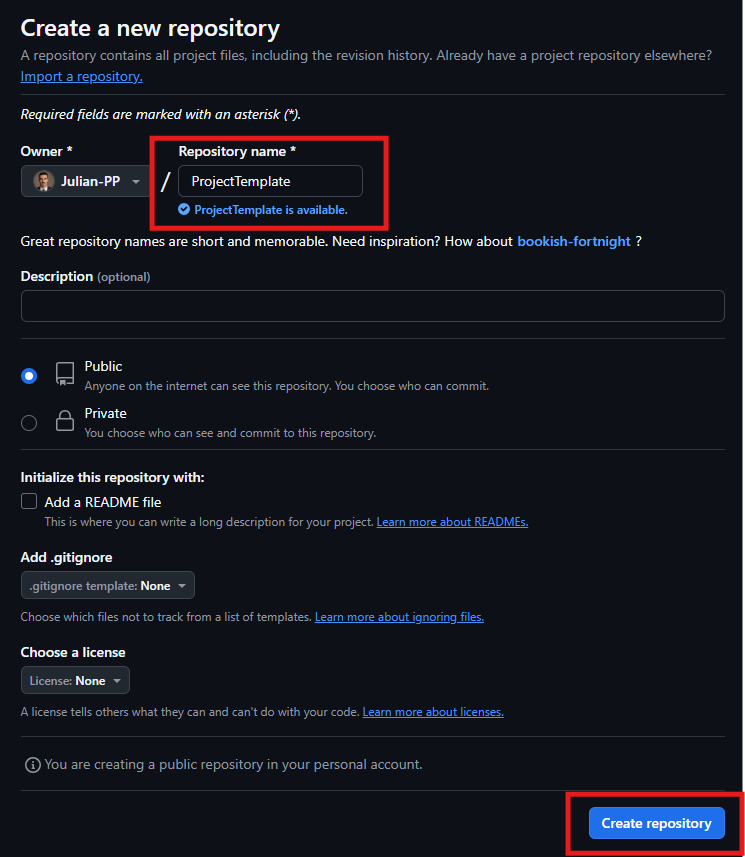 Create a new repository
A repository contains all project files, including the revision history. Already have a project repository elsewhere?
Import a repository.
Required fields are marked with an asterisk (*).
Owner * Repository name *
Julian-PP / ProjectTemplate
ProjectTemplate is available.
Great repository names are short and memorable. Need inspiration? How about bookish-fortnight ?
Description (optional)
Public
Anyone on the internet can see this repository. You choose who can commit.
Private
You choose who can see and commit to this repository.
Initialize this repository with:
Add a README file
This is where you can write a long description for your project. Learn more about READMEs.
Add .gitignore
.gitignore template: None
Choose which files not to track from a list of templates. Learn more about ignoring files.
Choose a license
License: None
A license tells others what they can and can't do with your code. Learn more about licenses.
You are creating a public repository in your personal account.
Create repository